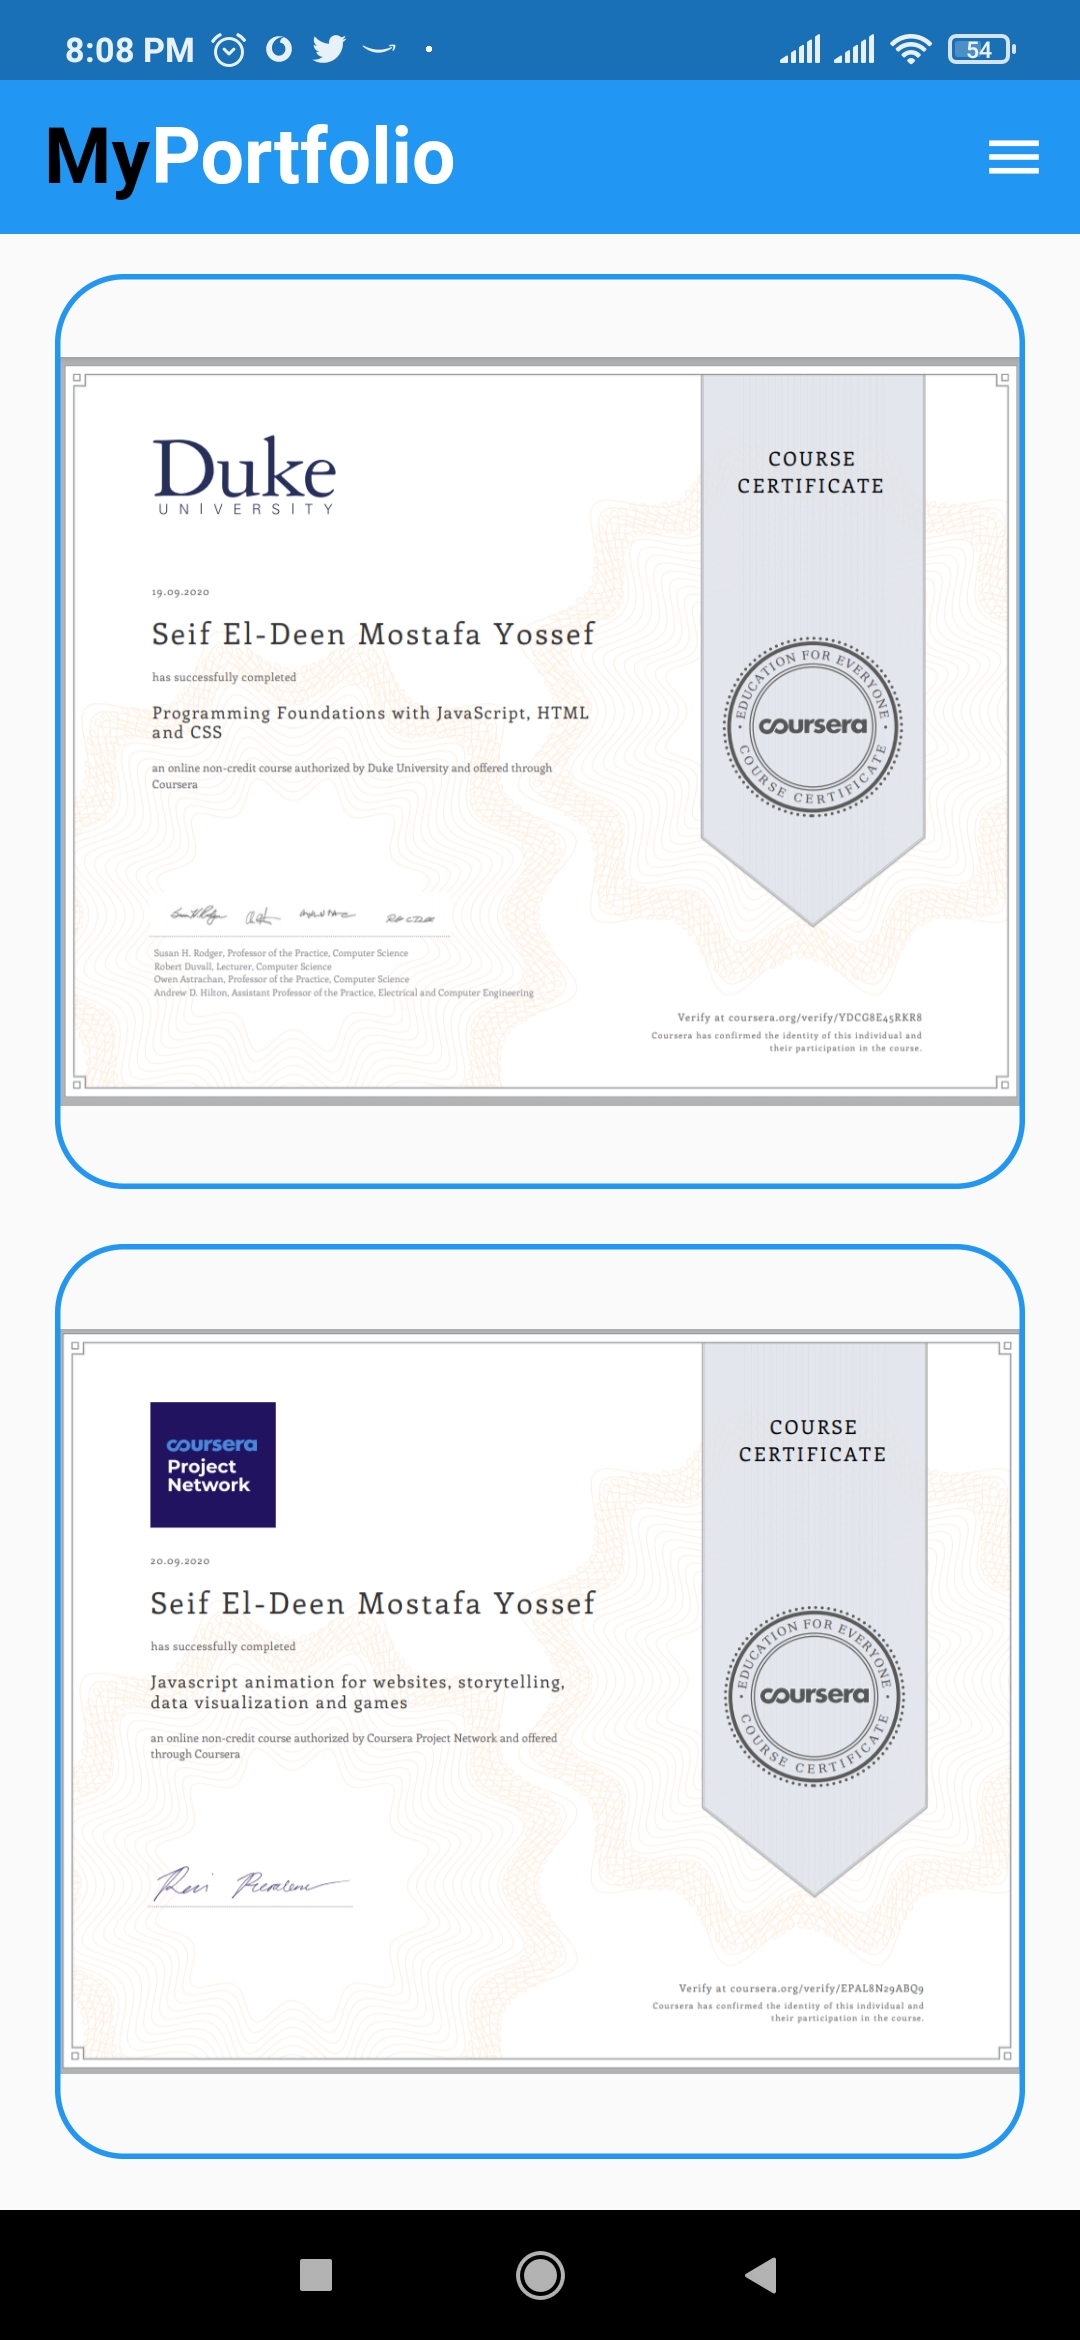 8:08 PM
54
MyPortfolio
Duke
UNIVERSITY
COURSE
CERTIFICATE
19.09.2020
Seif El-Deen Mostafa Yossef
has successfully completed
Programming Foundations with JavaScript, HTML
and CSS
an online non-credit course authorized by Duke University and offered through
Coursera
EDUCATION FOR EVERYONE
coursera
COURSE CERTIFICATE
Susan H. Rodger, Professor of the Practice, Computer Science
Robert Duvall, Lecturer, Computer Science
Owen Astrachan, Professor of the Practice, Computer Science
Andrew D. Hilton, Assistant Professor of the Practice, Electrical and Computer Engineering
Verify at coursera.org/verify/YDCG8E45RKR8
Coursera has confirmed the identity of this individual and
their participation in the course.
coursera
Project
Network
COURSE
CERTIFICATE
20.09.2020
Seif El-Deen Mostafa Yossef
has successfully completed
Javascript animation for websites, storytelling,
data visualization and games
an online non-credit course authorized by Coursera Project Network and offered
through Coursera
EDUCATION FOR EVERYONE
coursera
COURSE CERTIFICATE
Verify at coursera.org/verify/EPAL8N29ABQ9
Coursera has confirmed the identity of this individual and
their participation in the course.